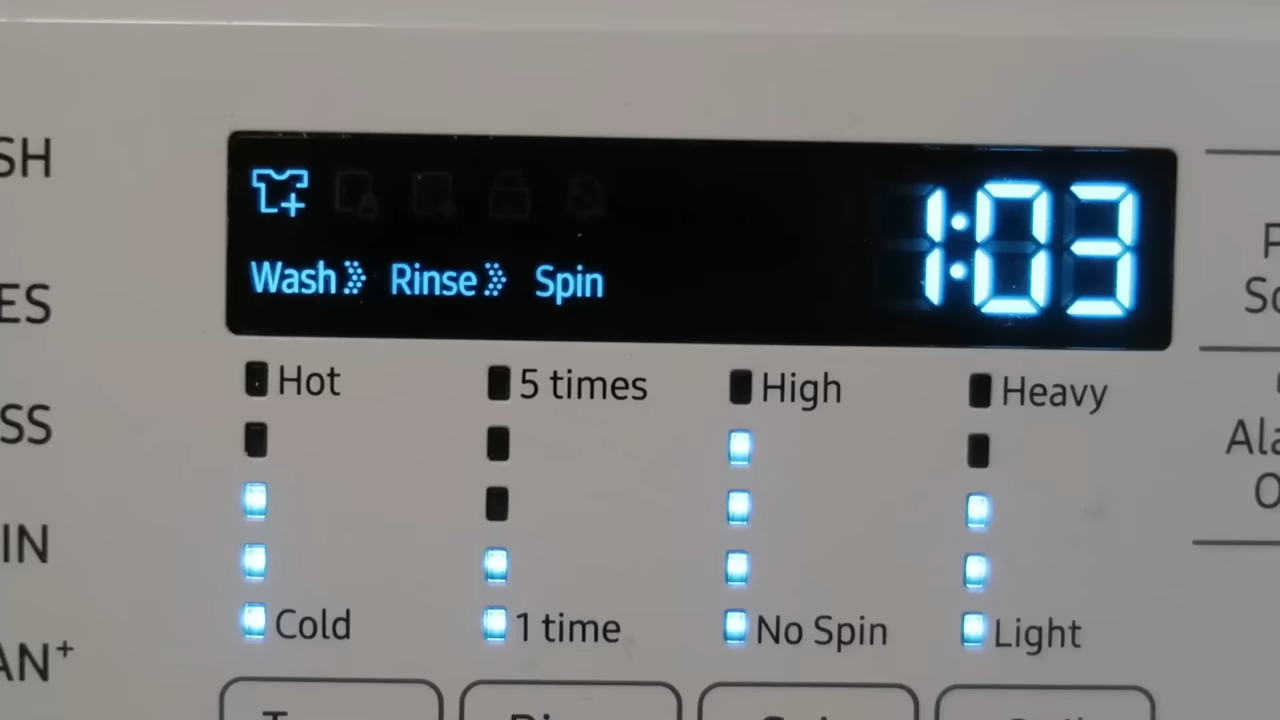 Wash Rinse Spin
1:03
Hot 5 times High Heavy
Cold 1 time No Spin Light
SH
ES
SS
IN
AN+